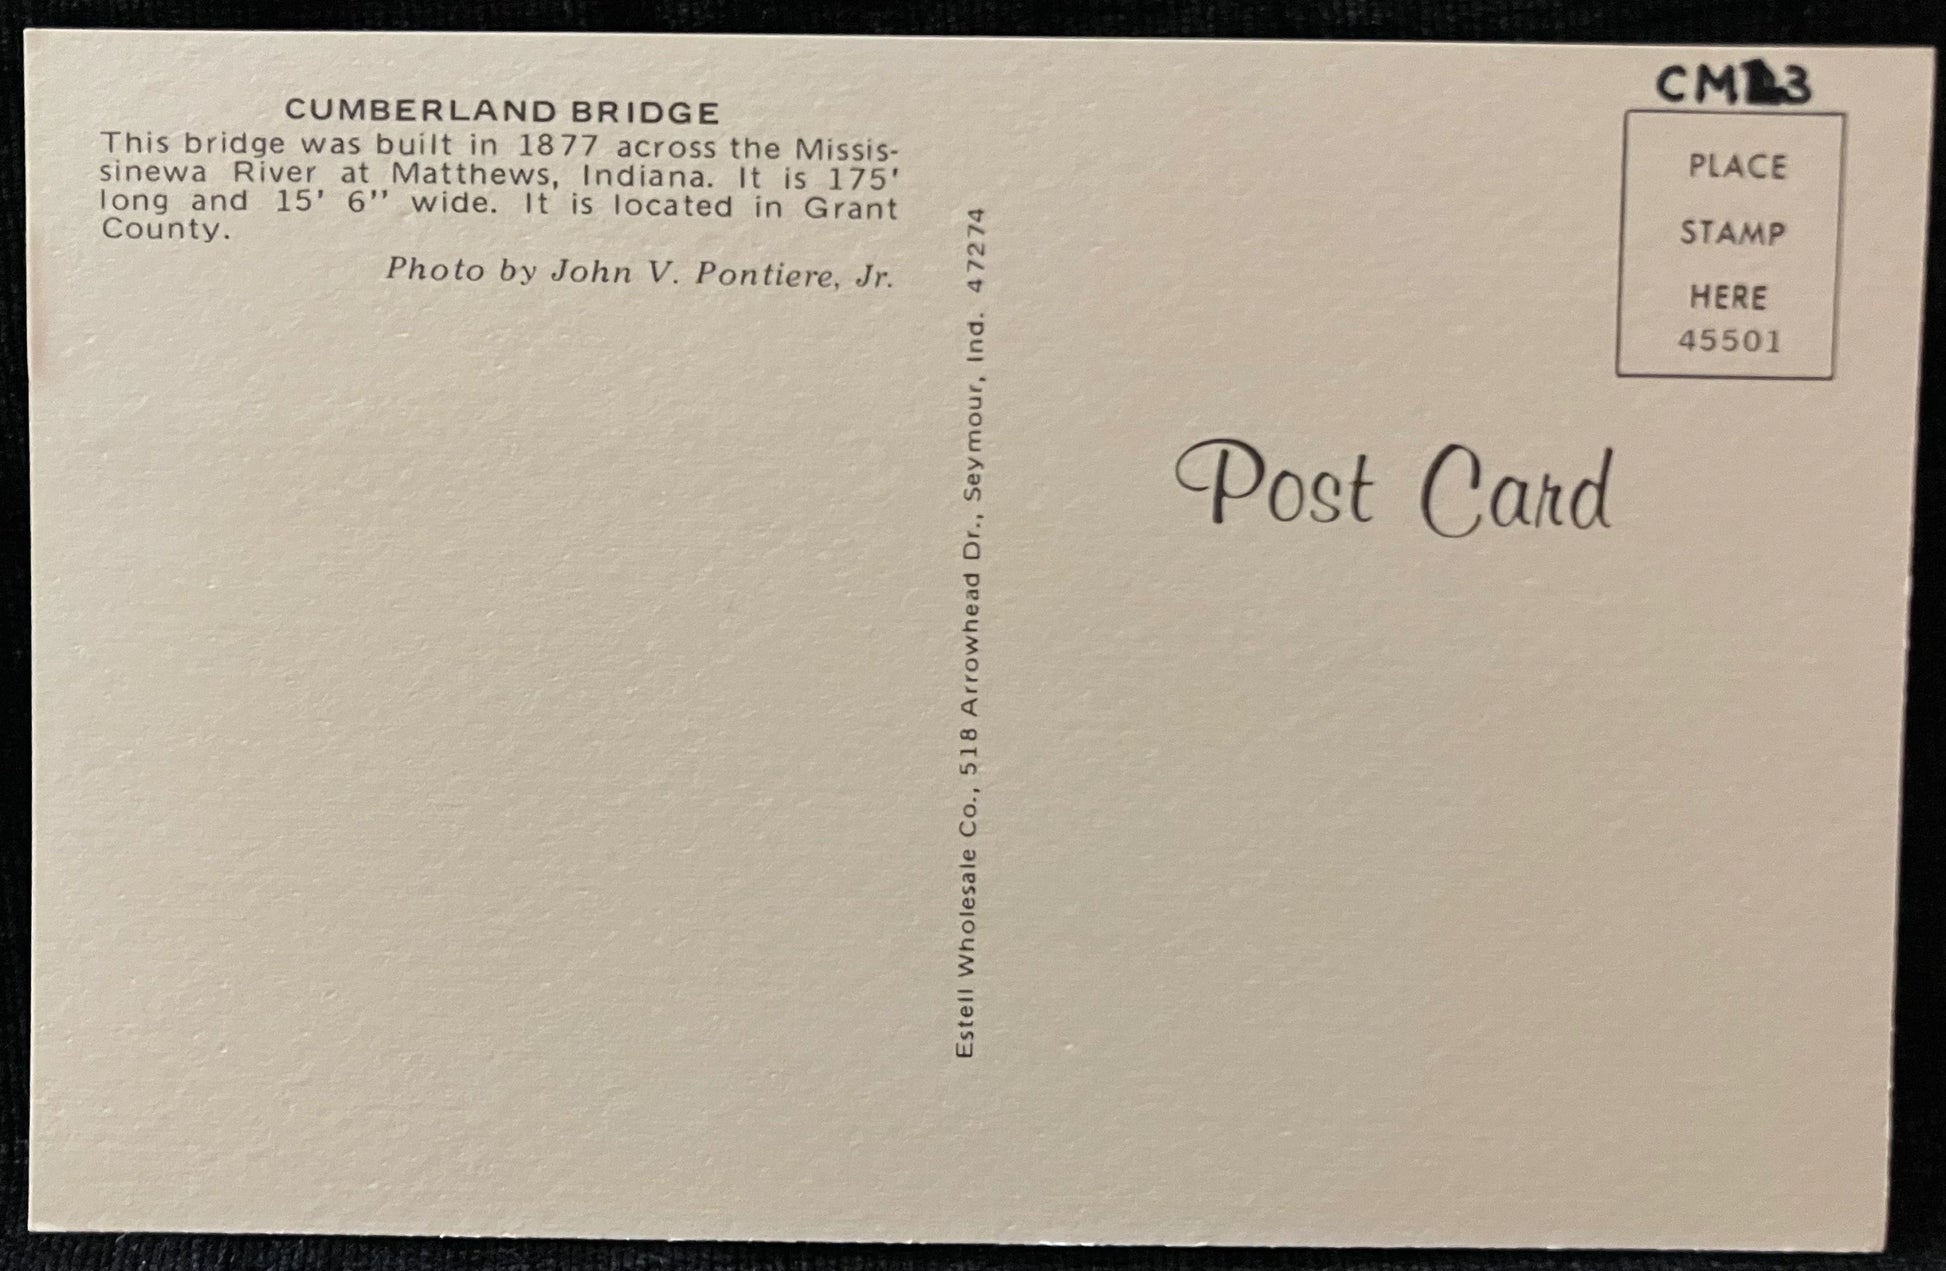 CUMBERLAND BRIDGE
This bridge was built in 1877 across the Missis-
sinewa River at Matthews, Indiana. It is 175'
long and 15' 6'' wide. It is located in Grant
County.
Photo by John V. Pontiere, Jr.
Estell Wholesale Co., 518 Arrowhead Dr., Seymour, Ind. 47274
PLACE
STAMP
HERE
45501
Post Card